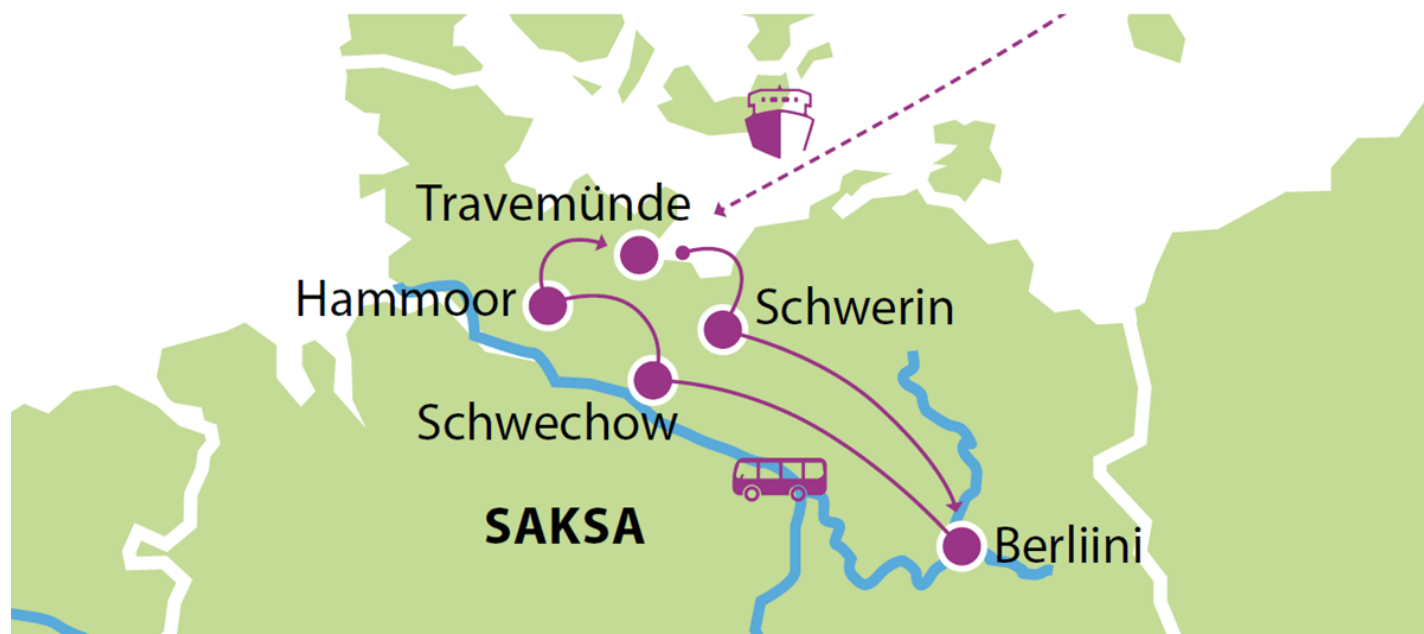 Travemünde
Hammoor
Schwerin
Schwechow
SAKSA
Berliini